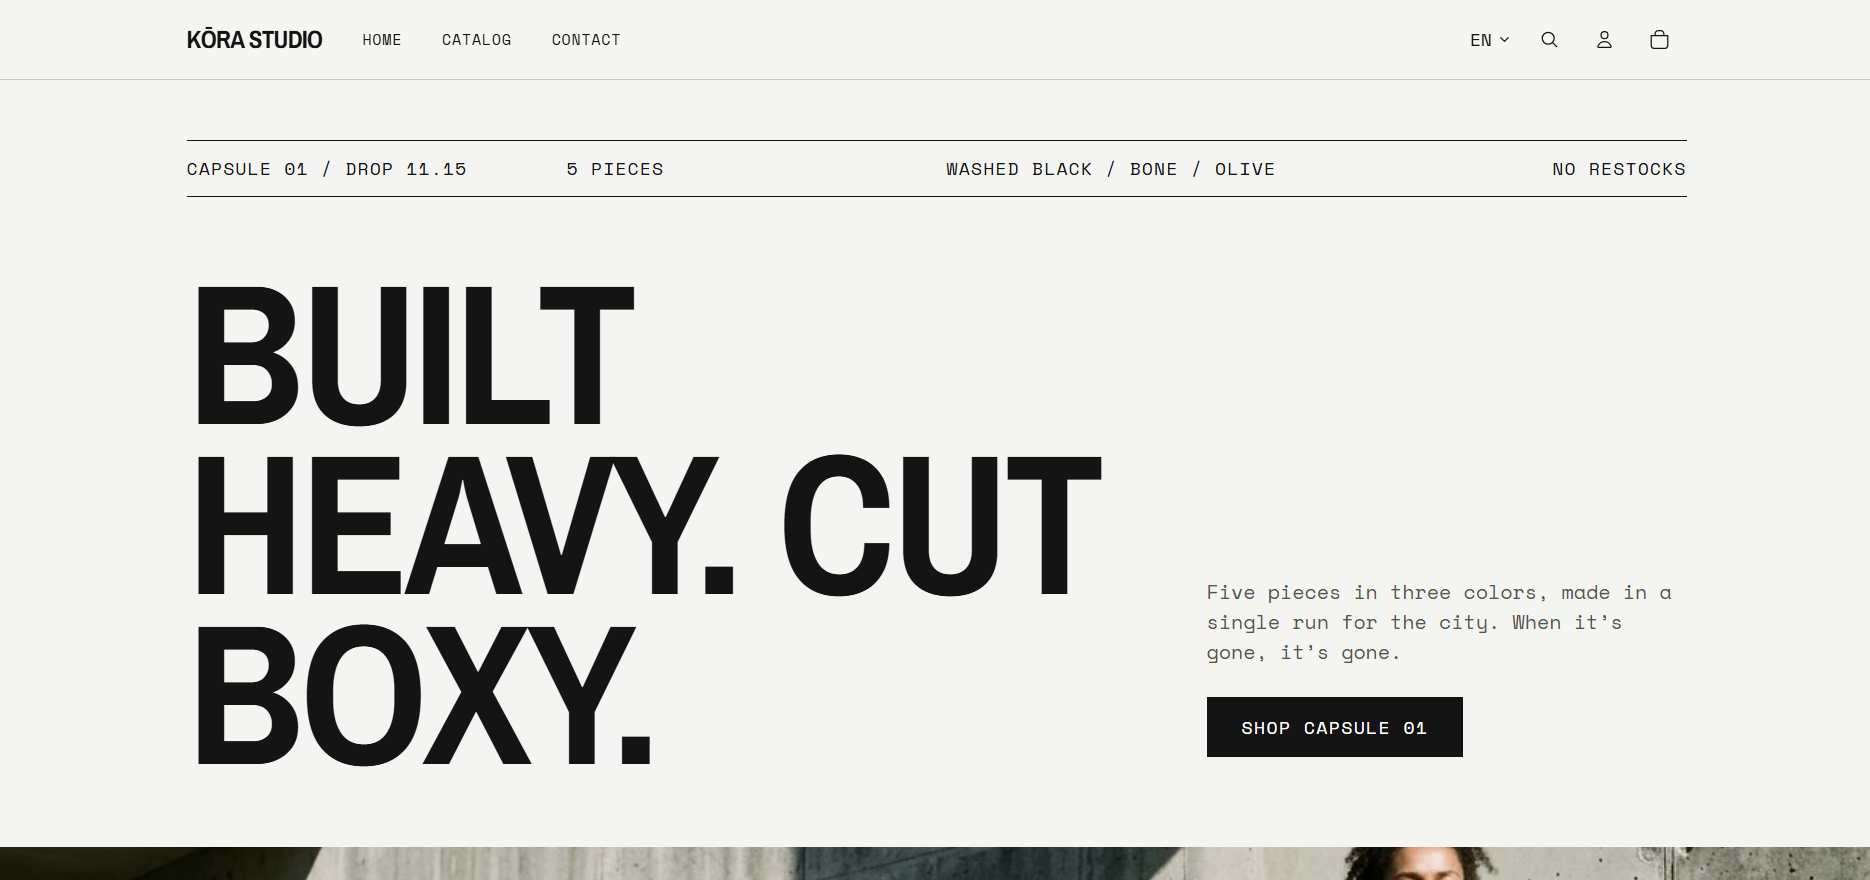 KŌRA STUDIO
HOME
CATALOG
CONTACT
EN
CAPSULE 01 / DROP 11.15
5 PIECES
WASHED BLACK / BONE / OLIVE
NO RESTOCKS
BUILT
HEAVY. CUT
BOXY.
Five pieces in three colors, made in a
single run for the city. When it’s
gone, it’s gone.
SHOP CAPSULE 01